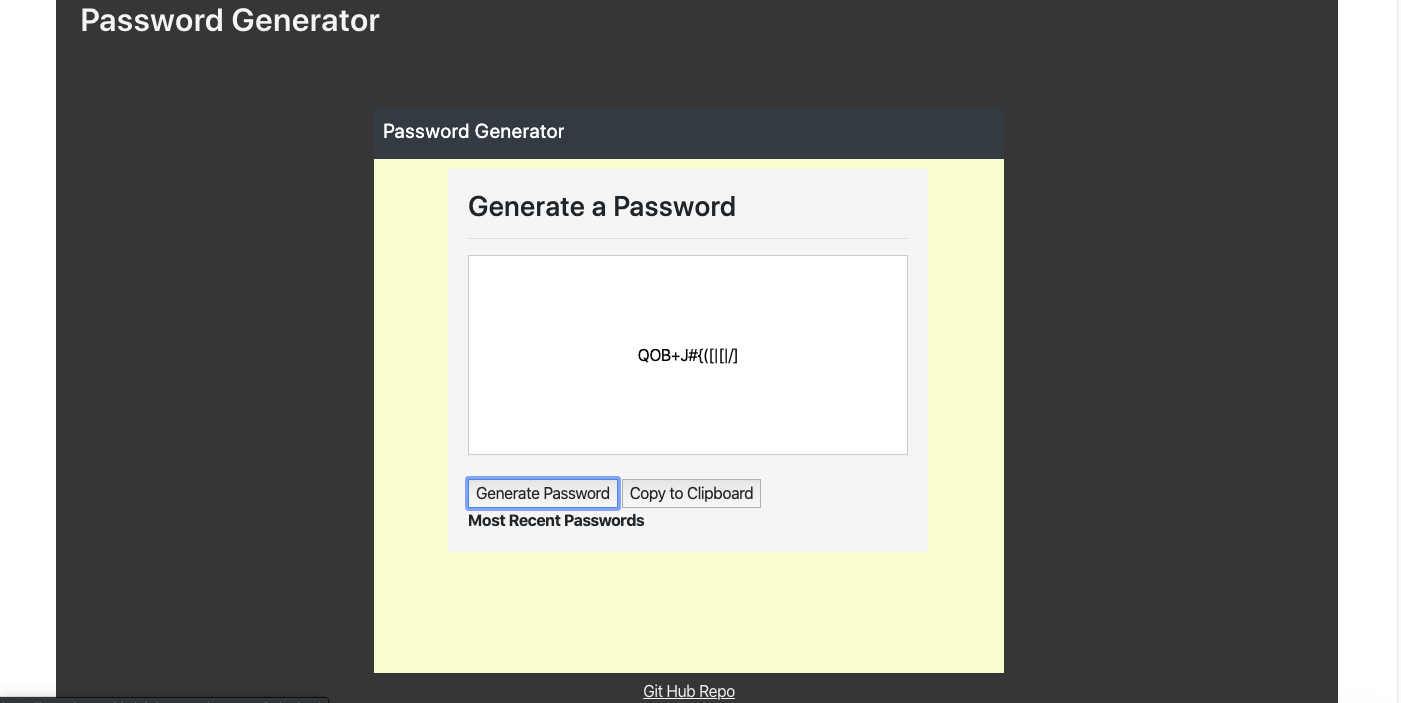 Password Generator
Password Generator
Generate a Password
QOB+J#{([|[|/]
Generate Password Copy to Clipboard
Most Recent Passwords
Git Hub Repo